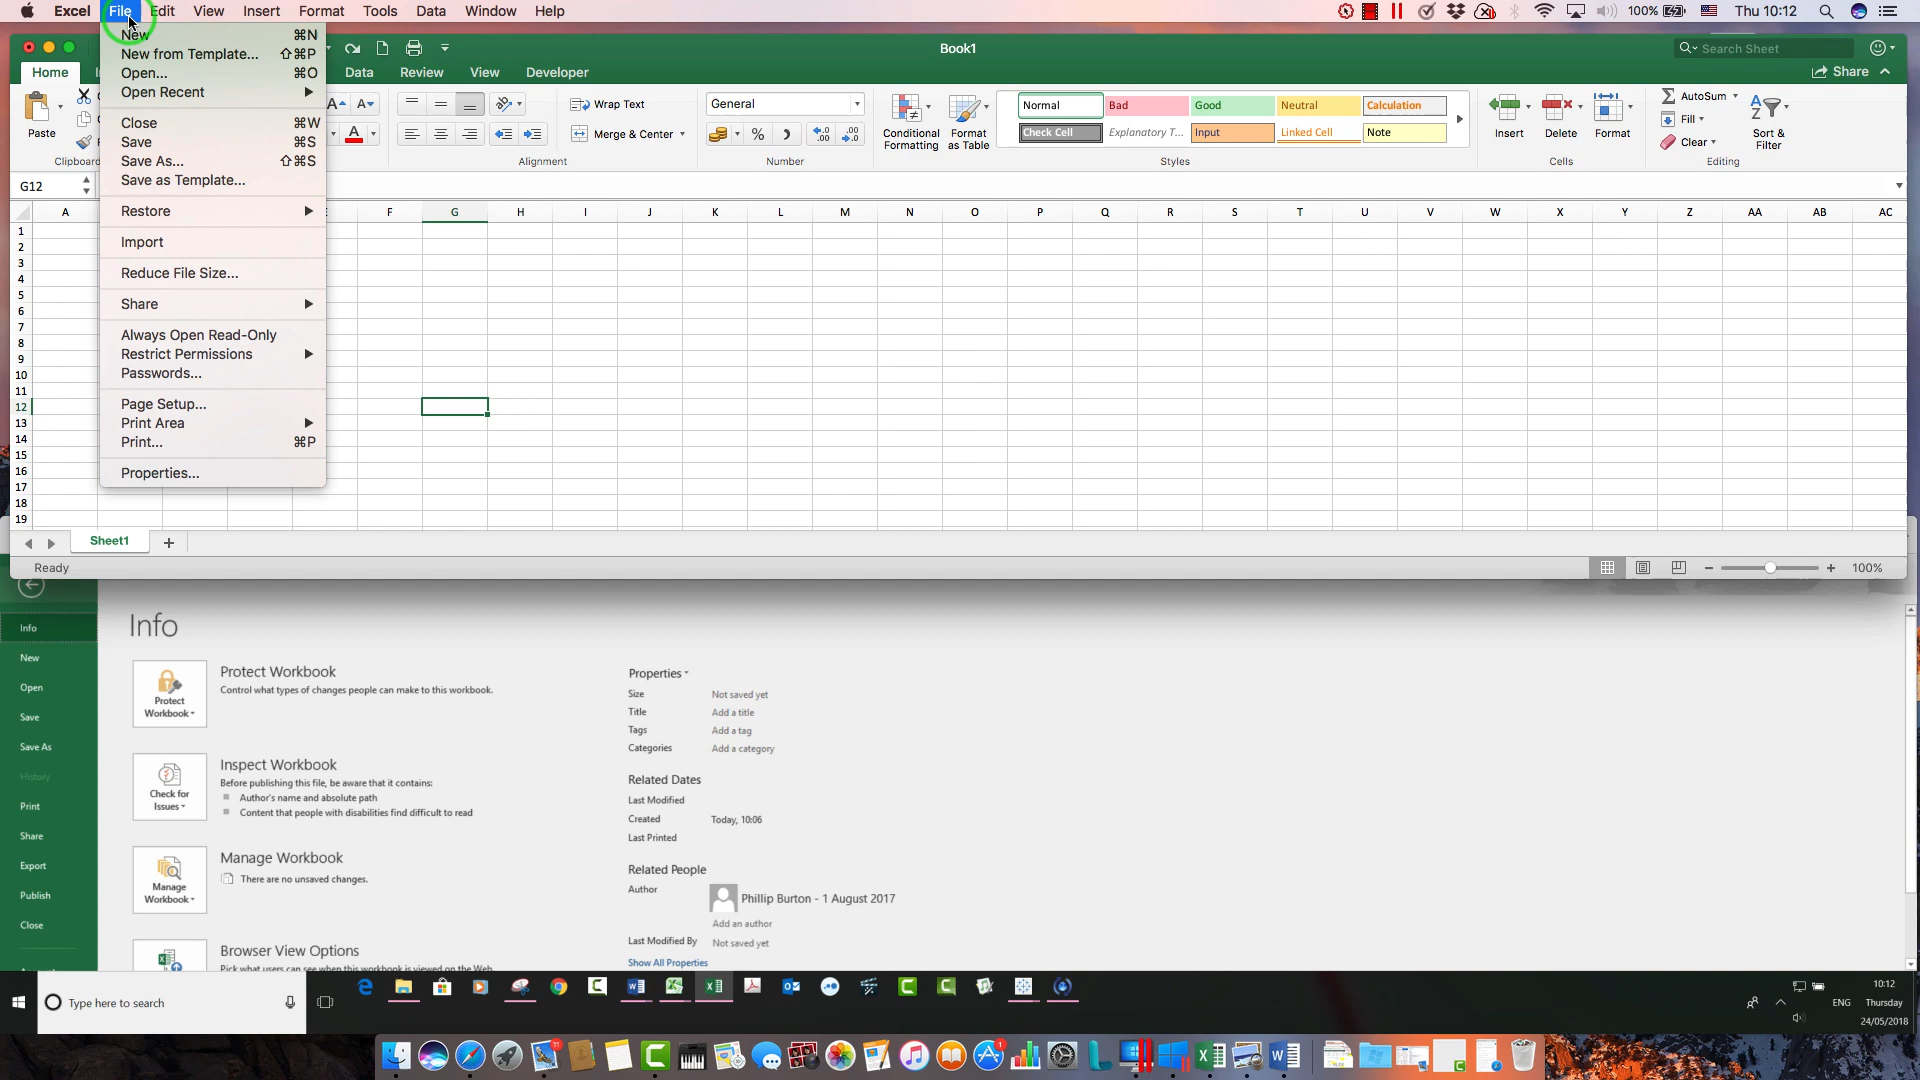 Excel File Edit View Insert Format Tools Data Window Help 100% Thu 10:12
Book1
Search Sheet
Home Data Review View Developer Share
New ⌘N
New from Template... ⇧⌘P
Open... ⌘O
Open Recent
Close ⌘W
Save ⌘S
Save As... ⇧⌘S
Save as Template...
Restore
Import
Reduce File Size...
Share
Always Open Read-Only
Restrict Permissions
Passwords...
Page Setup...
Print Area
Print... ⌘P
Properties...
Paste
Clipboard
Wrap Text
Merge & Center
Alignment
General
Number
Conditional Formatting
Format as Table
Normal Bad Good Neutral Calculation
Check Cell Explanatory T... Input Linked Cell Note
Styles
Insert Delete Format
Cells
AutoSum
Fill
Clear
Sort & Filter
Editing
G12
A F G H I J K L M N O P Q R S T U V W X Y Z AA AB AC
1
2
3
4
5
6
7
8
9
10
11
12
13
14
15
16
17
18
19
Sheet1
Ready
100%
Info
New
Open
Save
Save As
History
Print
Share
Export
Publish
Close
Info
Protect Workbook
Protect Workbook
Control what types of changes people can make to this workbook.
Check for Issues
Inspect Workbook
Before publishing this file, be aware that it contains:
Author's name and absolute path
Content that people with disabilities find difficult to read
Manage Workbook
Manage Workbook
There are no unsaved changes.
Browser View Options
Pick what users can see when this workbook is viewed on the Web.
Properties
Size Not saved yet
Title Add a title
Tags Add a tag
Categories Add a category
Related Dates
Last Modified
Created Today, 10:06
Last Printed
Related People
Author
Phillip Burton - 1 August 2017
Add an author
Last Modified By Not saved yet
Show All Properties
Type here to search
ENG
10:12
Thursday
24/05/2018